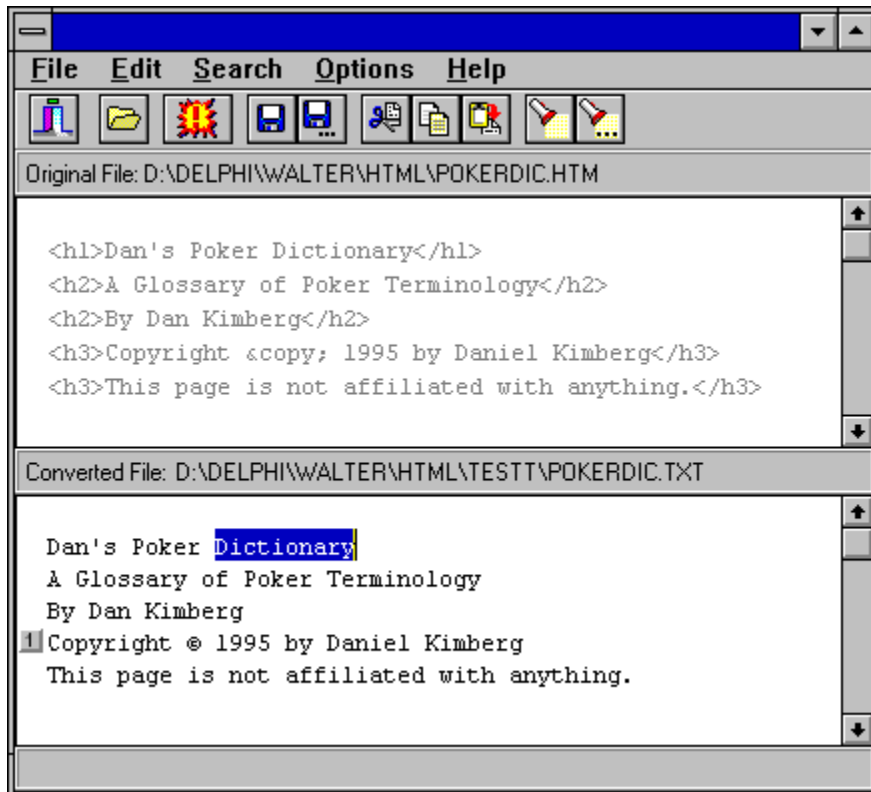 File Edit Search Options Help
Original File: D:\DELPHI\WALTER\HTML\POKERDIC.HTM
<h1>Dan's Poker Dictionary</h1>
<h2>A Glossary of Poker Terminology</h2>
<h2>By Dan Kimberg</h2>
<h3>Copyright &copy; 1995 by Daniel Kimberg</h3>
<h3>This page is not affiliated with anything.</h3>
Converted File: D:\DELPHI\WALTER\HTML\TESTT\POKERDIC.TXT
Dan's Poker Dictionary
A Glossary of Poker Terminology
By Dan Kimberg
1 Copyright © 1995 by Daniel Kimberg
This page is not affiliated with anything.